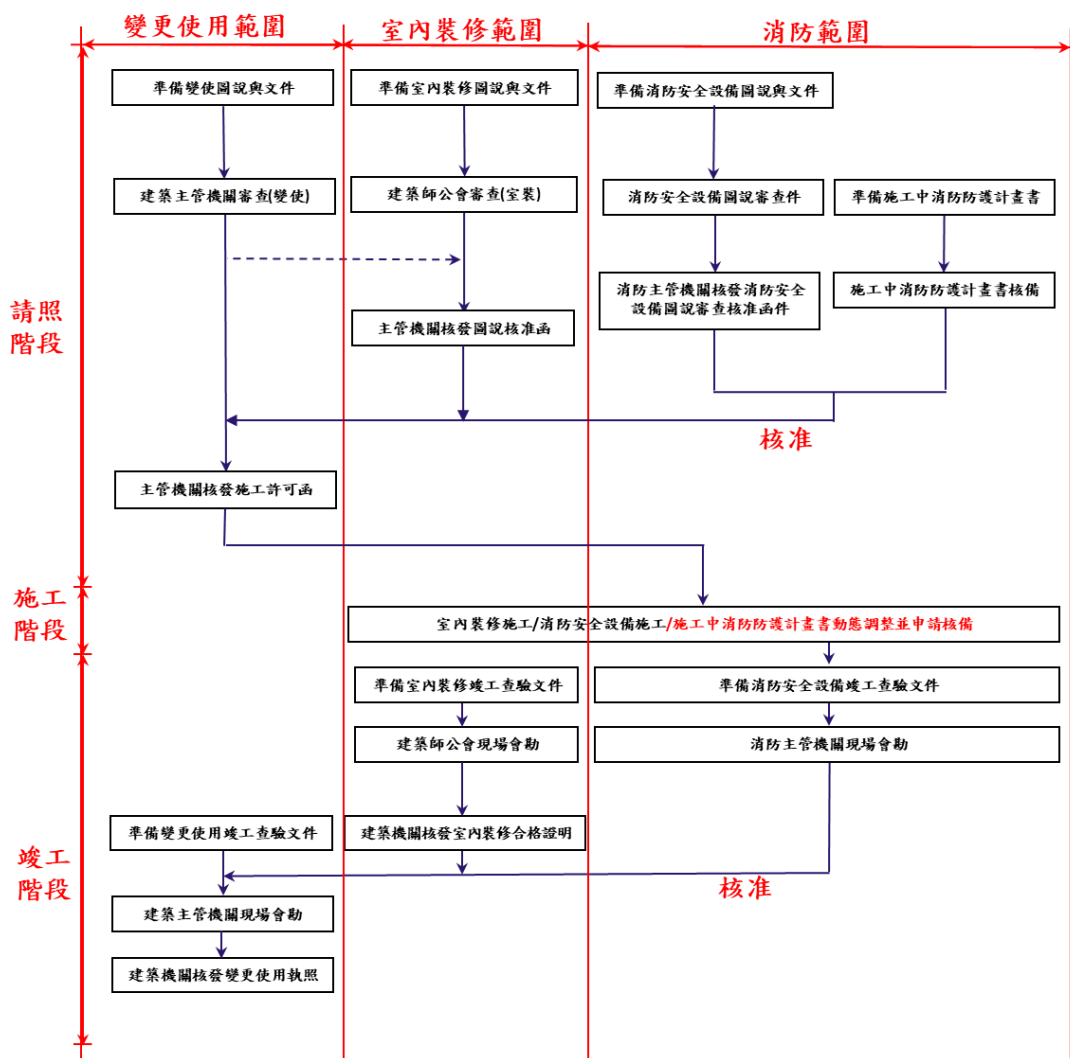 變更使用範圍
室內裝修範圍
消防範圍
請照
階段
準備變使圖說與文件
準備室內裝修圖說與文件
準備消防安全設備圖說與文件
建築主管機關審查(變使)
建築師公會審查(室裝)
消防安全設備圖說審查件
準備施工中消防防護計畫書
消防主管機關核發消防安全
設備圖說審查核准函件
施工中消防防護計畫書核備
主管機關核發圖說核准函
核准
主管機關核發施工許可函
施工
階段
室內裝修施工/消防安全設備施工/施工中消防防護計畫書動態調整並申請核備
竣工
階段
準備室內裝修竣工查驗文件
準備消防安全設備竣工查驗文件
建築師公會現場會勘
消防主管機關現場會勘
準備變更使用竣工查驗文件
建築機關核發室內裝修合格證明
核准
建築主管機關現場會勘
建築機關核發變更使用執照